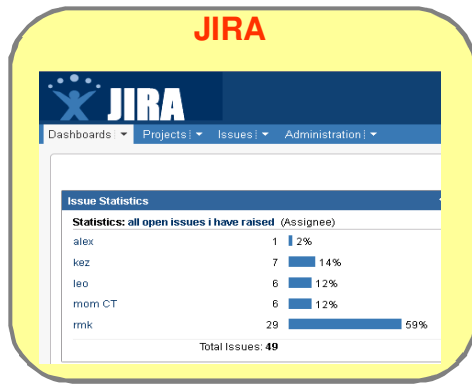 JIRA
JIRA
Dashboards Projects Issues Administration
Issue Statistics
Statistics: all open issues i have raised (Assignee)
alex 1 2%
kez 7 14%
leo 6 12%
mom CT 6 12%
rmk 29 59%
Total Issues: 49